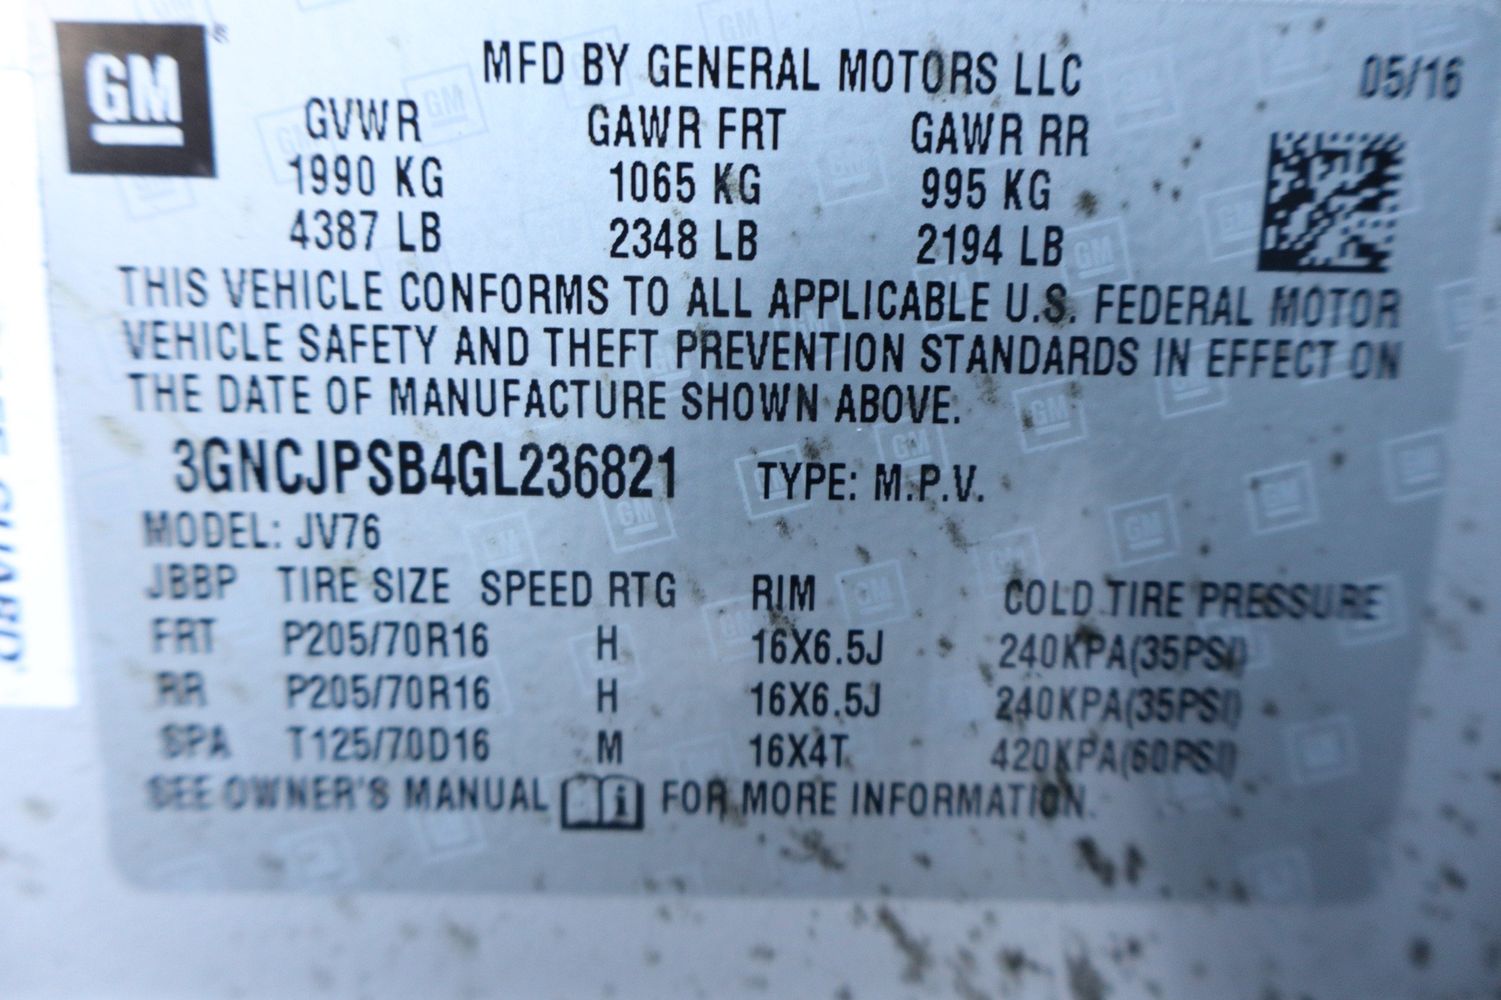 GM
MFD BY GENERAL MOTORS LLC 05/16
GVWR GAWR FRT GAWR RR
1990 KG 1065 KG 995 KG
4387 LB 2348 LB 2194 LB
THIS VEHICLE CONFORMS TO ALL APPLICABLE U.S. FEDERAL MOTOR
VEHICLE SAFETY AND THEFT PREVENTION STANDARDS IN EFFECT ON
THE DATE OF MANUFACTURE SHOWN ABOVE.
3GNCJPSB4GL236821 TYPE: M.P.V.
MODEL: JV76
JBBP TIRE SIZE SPEED RTG RIM COLD TIRE PRESSURE
FRT P205/70R16 H 16X6.5J 240KPA(35PSI)
RR P205/70R16 H 16X6.5J 240KPA(35PSI)
SPA T125/70D16 M 16X4T 420KPA(60PSI)
SEE OWNER'S MANUAL i FOR MORE INFORMATION.